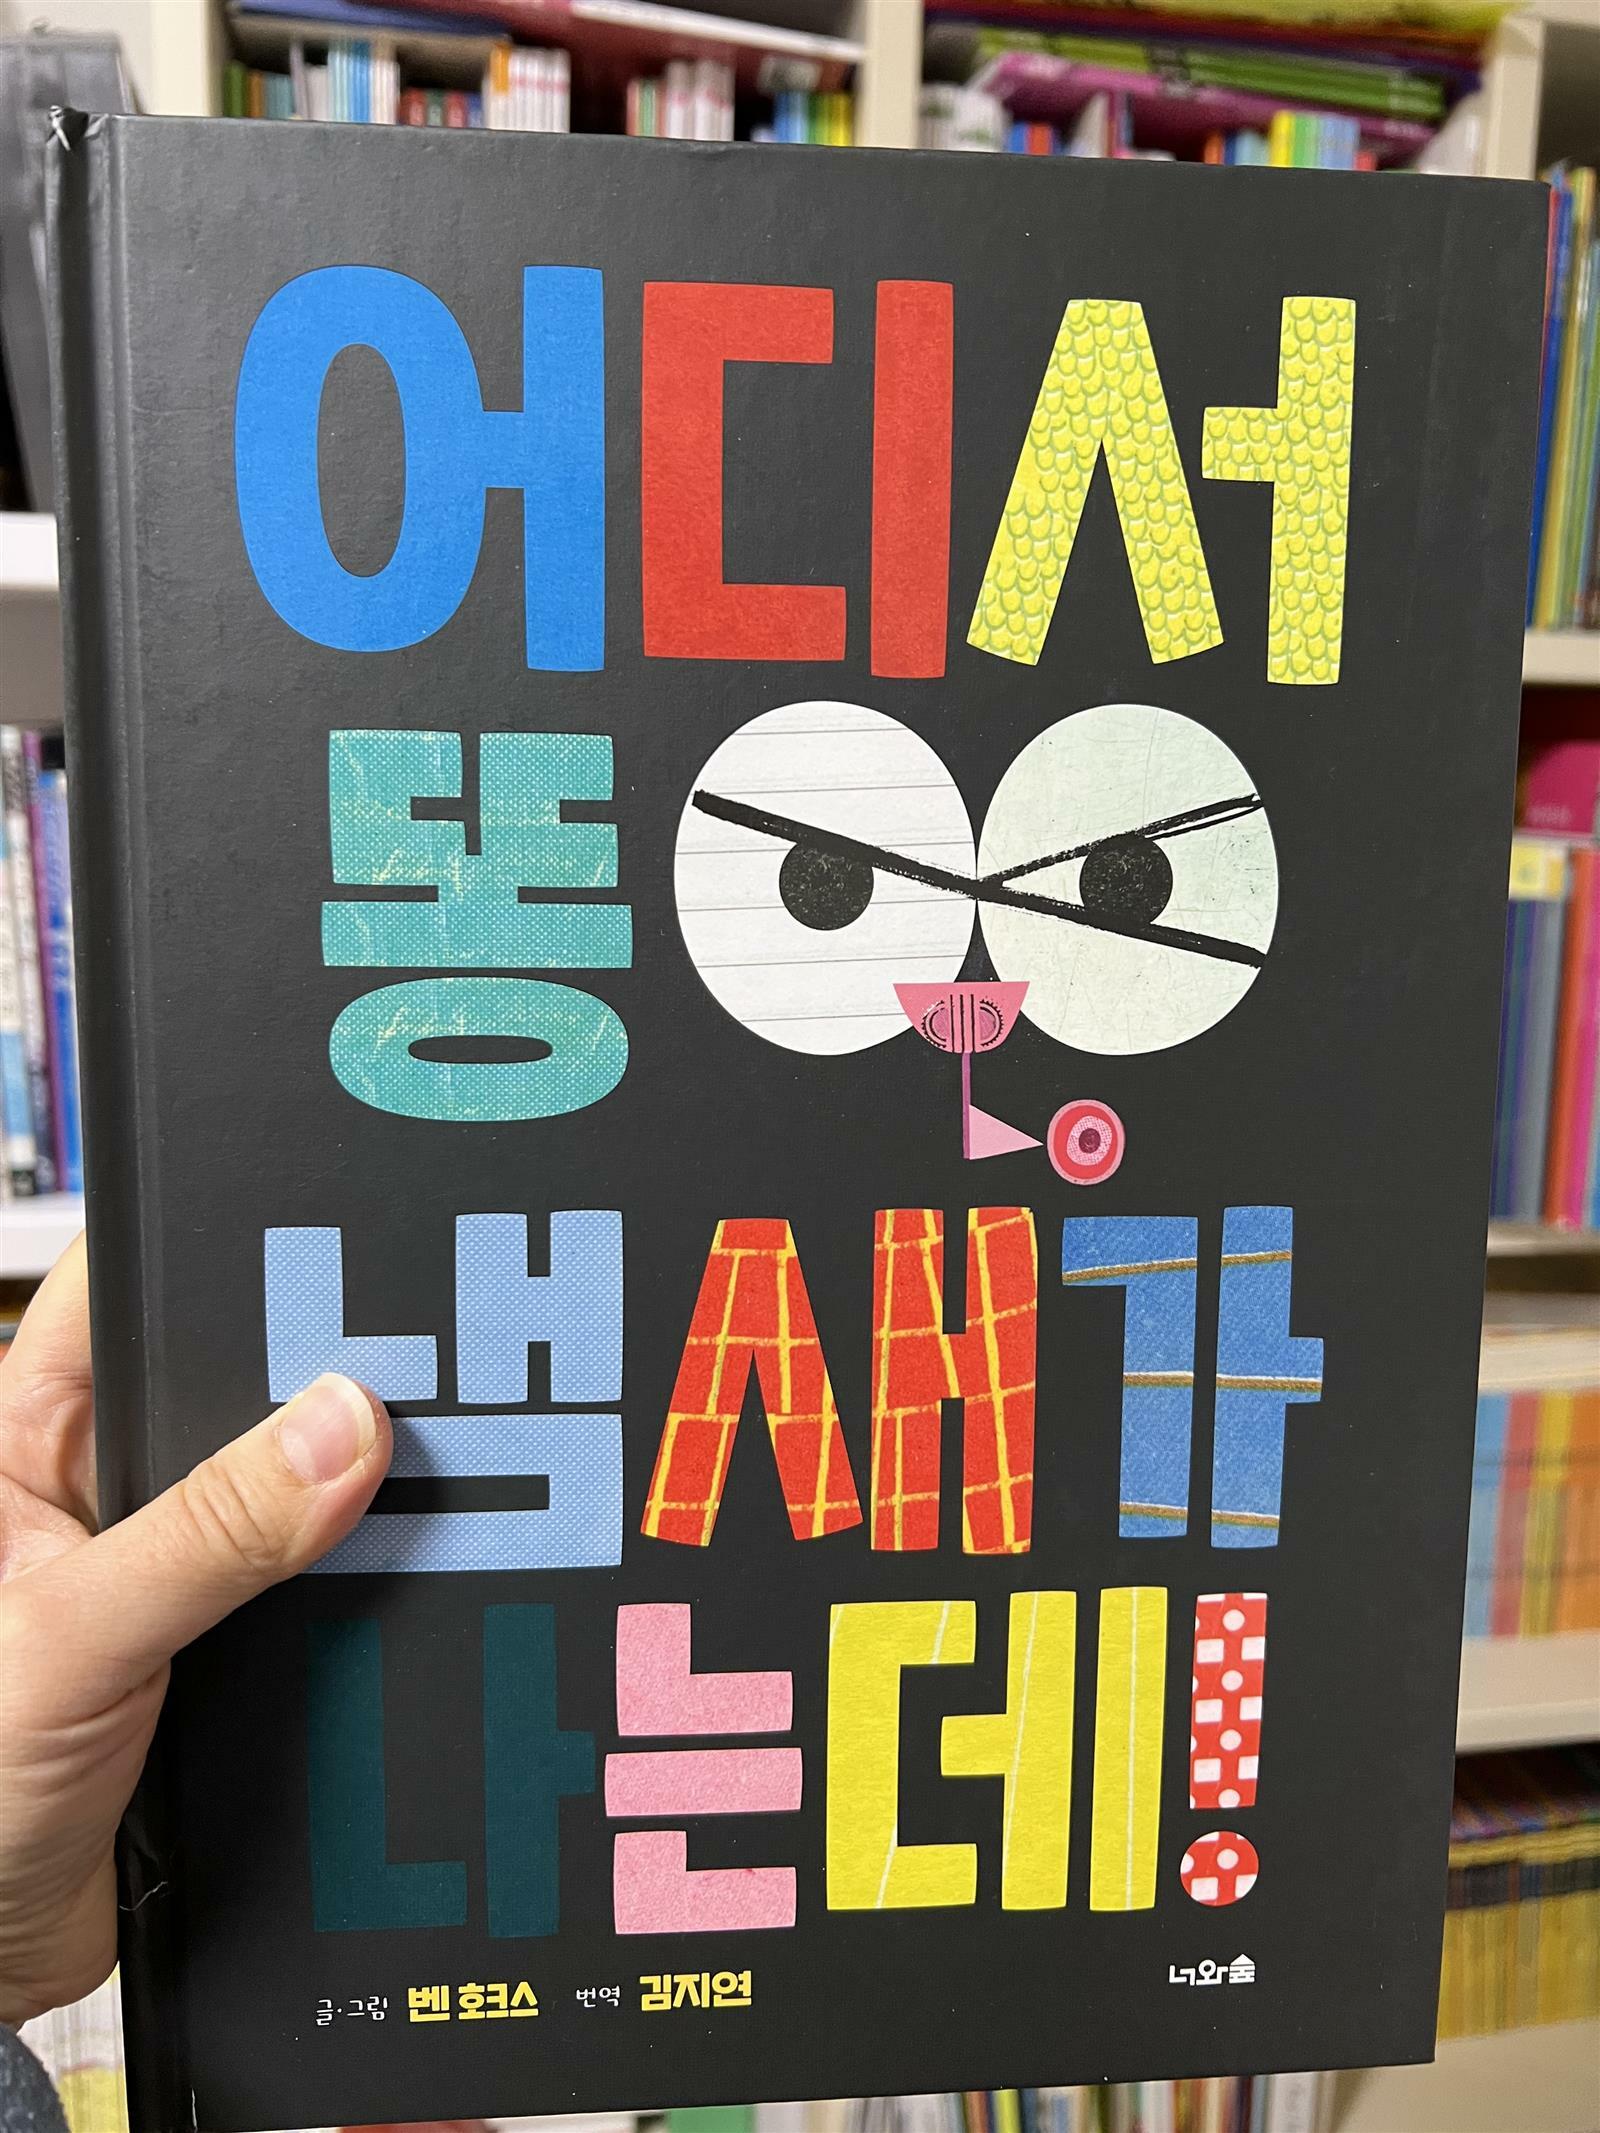 어디서
똥
냄새가
나는데!
글·그림 벤 호크스 번역 김지연
너와숲